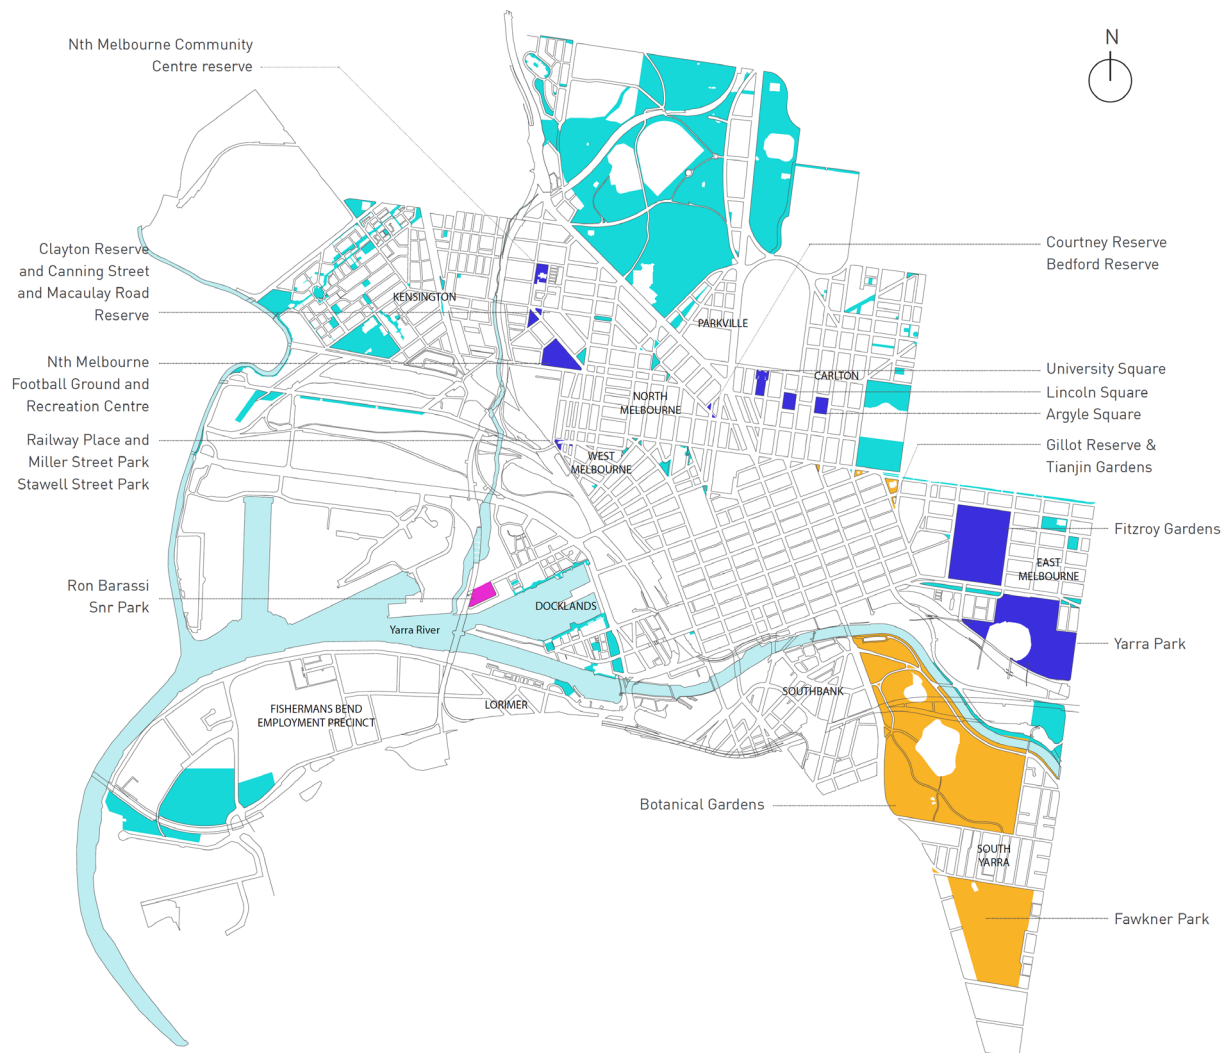 N
Nth Melbourne Community
Centre reserve
Clayton Reserve
and Canning Street
and Macaulay Road
Reserve
Nth Melbourne
Football Ground and
Recreation Centre
Railway Place and
Miller Street Park
Stawell Street Park
Ron Barassi
Snr Park
Courtney Reserve
Bedford Reserve
University Square
Lincoln Square
Argyle Square
Gillot Reserve &
Tianjin Gardens
Fitzroy Gardens
Yarra Park
Botanical Gardens
Fawkner Park
KENSINGTON
PARKVILLE
CARLTON
NORTH
MELBOURNE
WEST
MELBOURNE
EAST
MELBOURNE
DOCKLANDS
Yarra River
SOUTHBANK
LORIMER
FISHERMANS BEND
EMPLOYMENT PRECINCT
SOUTH
YARRA